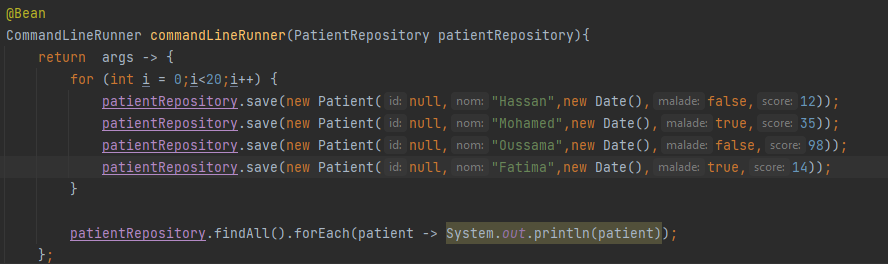 @Bean
CommandLineRunner commandLineRunner(PatientRepository patientRepository){
    return  args -> {
        for (int i = 0;i<20;i++) {
            patientRepository.save(new Patient( id: null, nom: "Hassan",new Date(), malade: false, score: 12));
            patientRepository.save(new Patient( id: null, nom: "Mohamed",new Date(), malade: true, score: 35));
            patientRepository.save(new Patient( id: null, nom: "Oussama",new Date(), malade: false, score: 98));
            patientRepository.save(new Patient( id: null, nom: "Fatima",new Date(), malade: true, score: 14));
        }
        patientRepository.findAll().forEach(patient -> System.out.println(patient));
    };